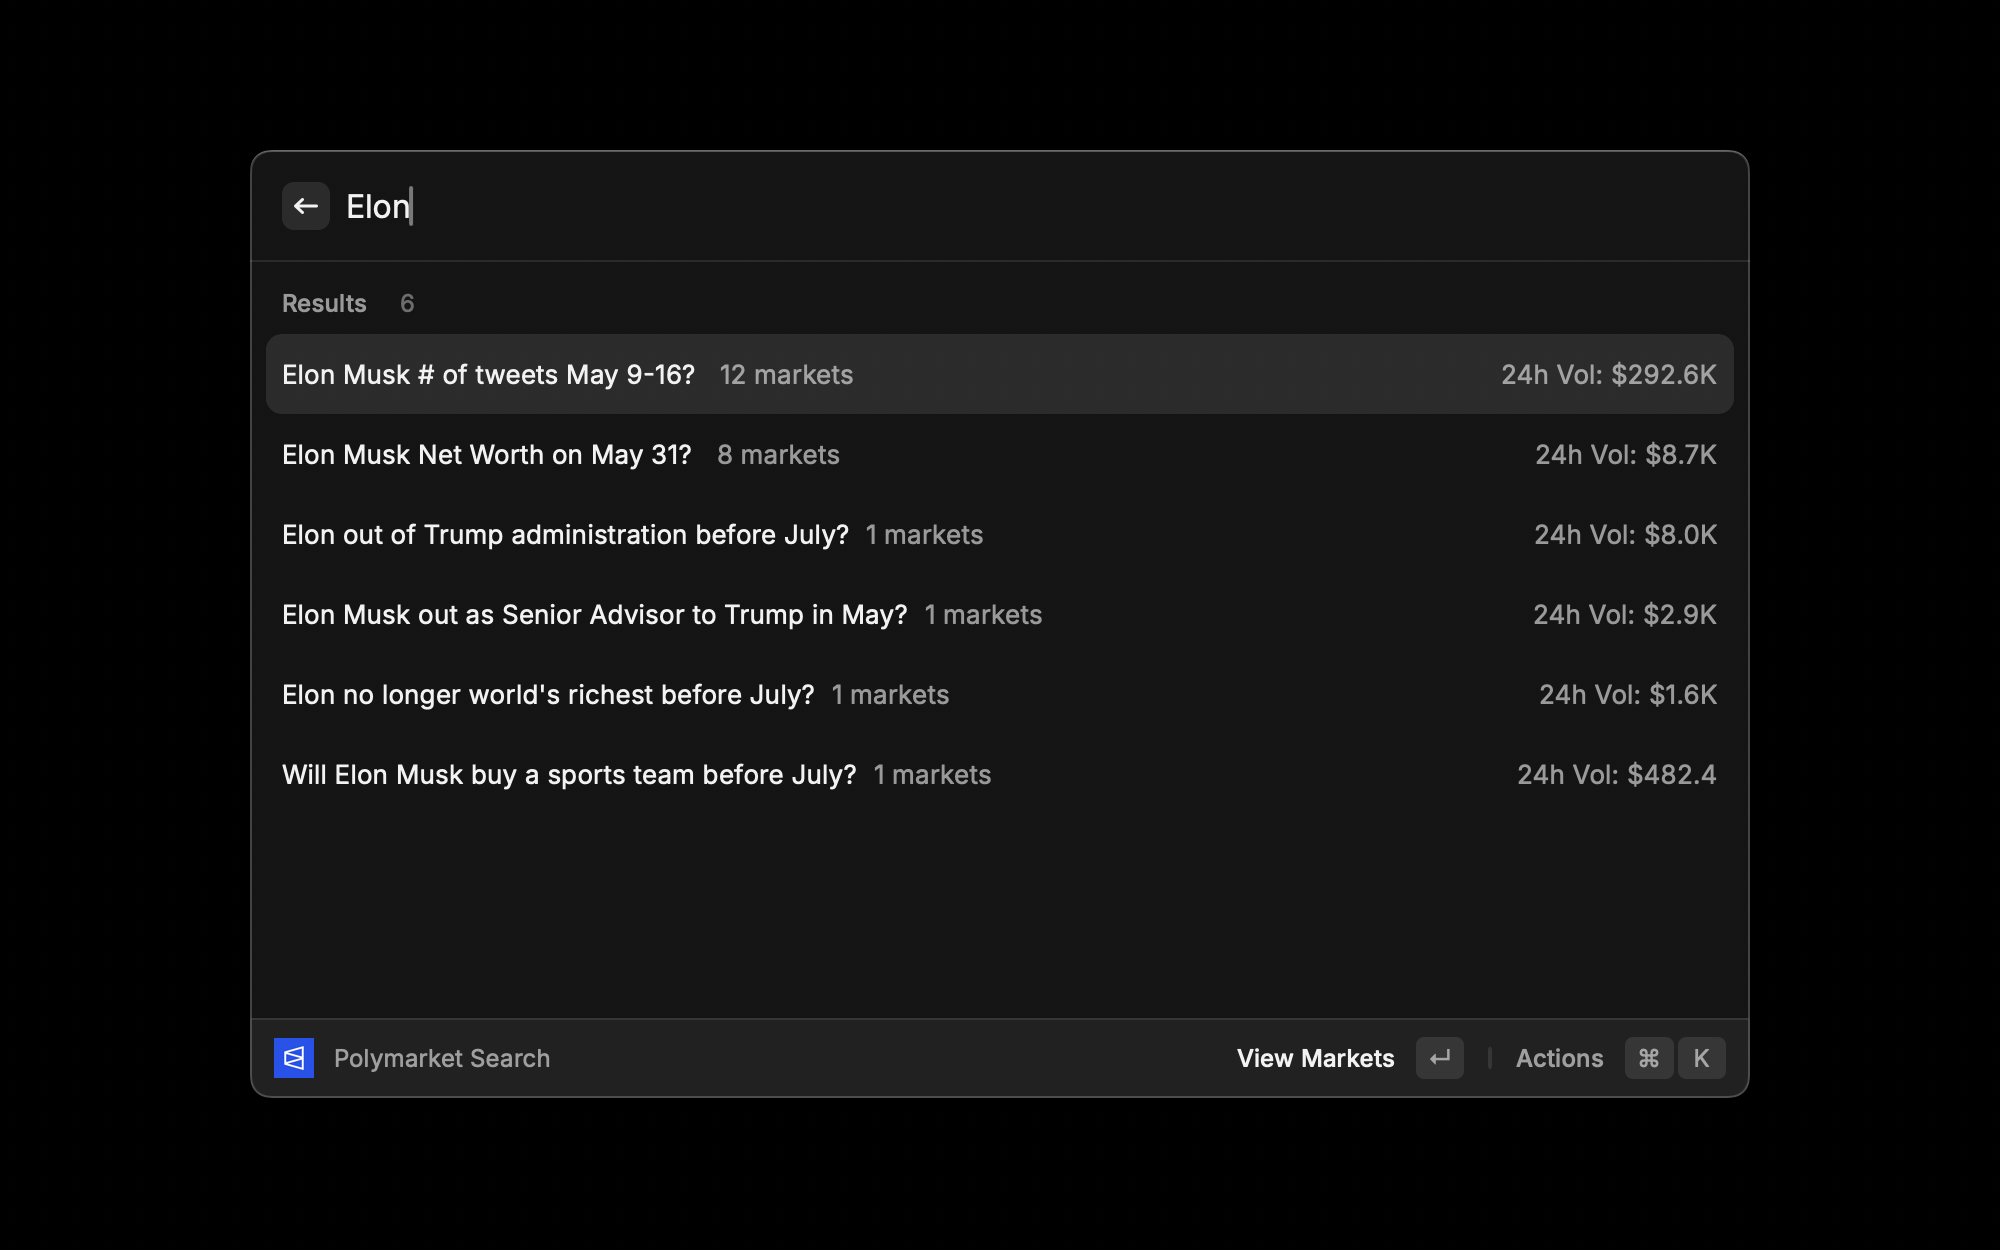 Elon
Results 6
Elon Musk # of tweets May 9-16? 12 markets 24h Vol: $292.6K
Elon Musk Net Worth on May 31? 8 markets 24h Vol: $8.7K
Elon out of Trump administration before July? 1 markets 24h Vol: $8.0K
Elon Musk out as Senior Advisor to Trump in May? 1 markets 24h Vol: $2.9K
Elon no longer world's richest before July? 1 markets 24h Vol: $1.6K
Will Elon Musk buy a sports team before July? 1 markets 24h Vol: $482.4
Polymarket Search View Markets ↵ | Actions ⌘ K